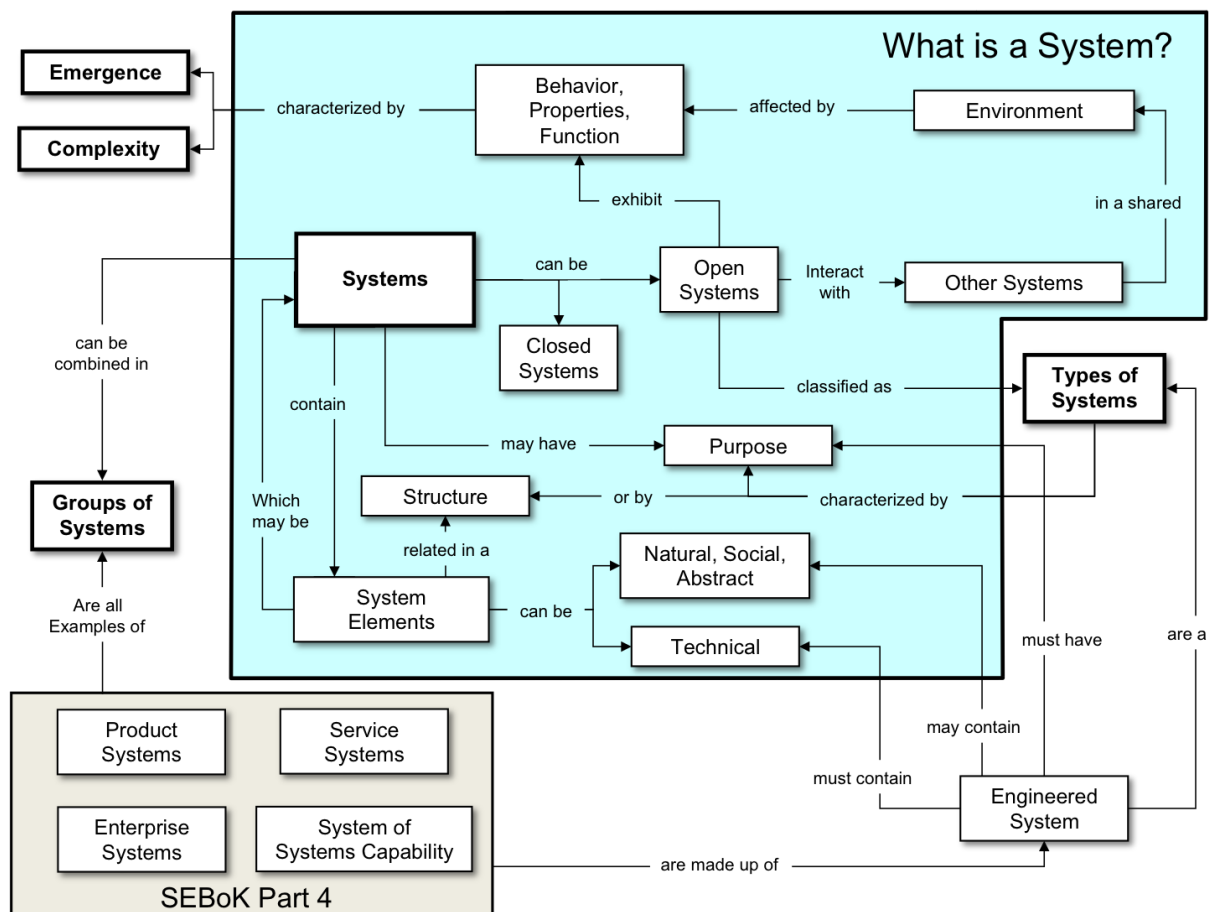 What is a System?
Emergence
Complexity
characterized by
Behavior,
Properties,
Function
affected by
Environment
exhibit
in a shared
Systems
can be
Open
Systems
Interact
with
Other Systems
can be
combined in
Closed
Systems
contain
classified as
Types of
Systems
may have
Purpose
Groups of
Systems
Which
may be
Structure
or by
characterized by
related in a
Natural, Social,
Abstract
Are all
Examples of
System
Elements
can be
Technical
must have
are a
Product
Systems
Service
Systems
may contain
must contain
Engineered
System
Enterprise
Systems
System of
Systems Capability
are made up of
SEBoK Part 4